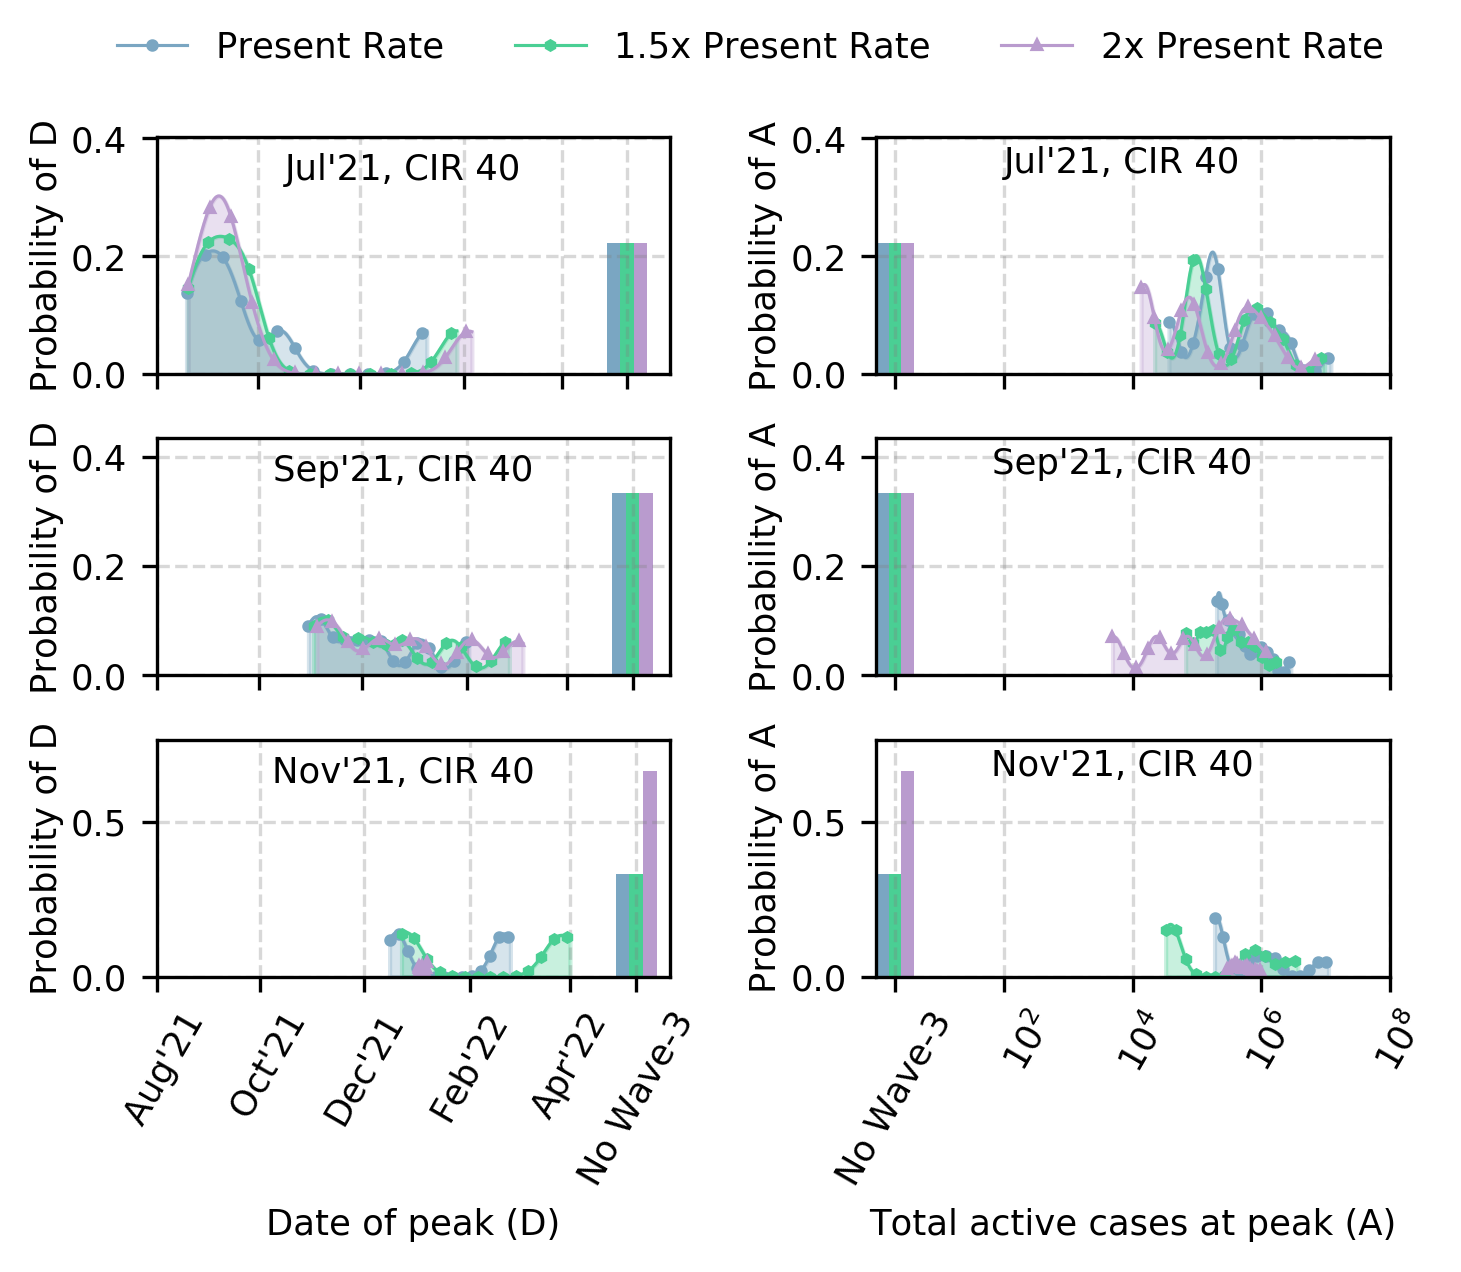 Present Rate 1.5x Present Rate 2x Present Rate
Probability of D
0.4
0.2
0.0
Jul'21, CIR 40
Probability of A
0.4
0.2
0.0
Jul'21, CIR 40
Probability of D
0.4
0.2
0.0
Sep'21, CIR 40
Probability of A
0.4
0.2
0.0
Sep'21, CIR 40
Probability of D
0.5
0.0
Nov'21, CIR 40
Probability of A
0.5
0.0
Nov'21, CIR 40
Aug'21 Oct'21 Dec'21 Feb'22 Apr'22 No Wave-3
Date of peak (D)
No Wave-3 10² 10⁴ 10⁶ 10⁸
Total active cases at peak (A)